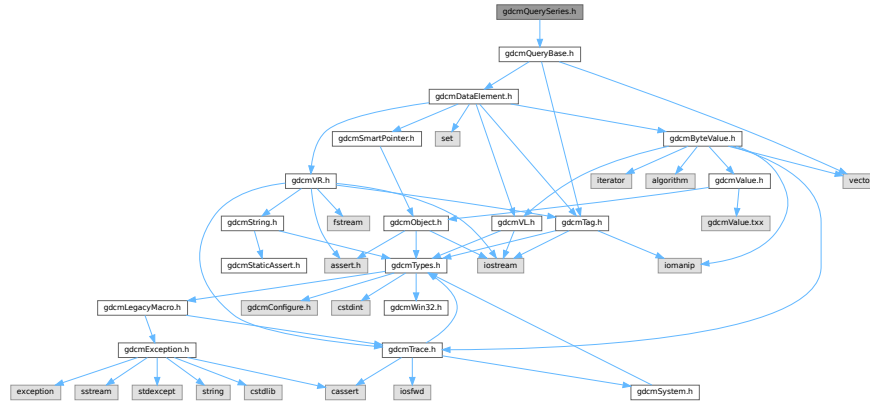 gdcmQuerySeries.h
gdcmQueryBase.h
gdcmDataElement.h
gdcmSmartPointer.h
set
gdcmByteValue.h
gdcmVR.h
iterator
algorithm
gdcmValue.h
vecto
gdcmString.h
fstream
gdcmObject.h
gdcmVL.h
gdcmTag.h
gdcmValue.txx
gdcmStaticAssert.h
assert.h
gdcmTypes.h
iostream
iomanip
gdcmLegacyMacro.h
gdcmConfigure.h
cstdint
gdcmWin32.h
gdcmException.h
gdcmTrace.h
exception
sstream
stdexcept
string
cstdlib
cassert
iosfwd
gdcmSystem.h